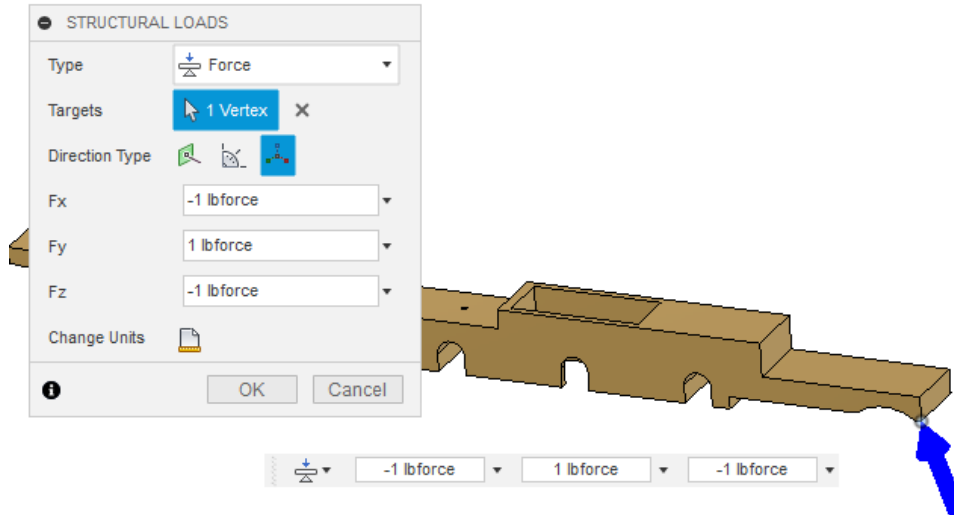 STRUCTURAL LOADS
Type Force
Targets 1 Vertex
Direction Type
Fx -1 lbforce
Fy 1 lbforce
Fz -1 lbforce
Change Units
OK Cancel
-1 lbforce 1 lbforce -1 lbforce